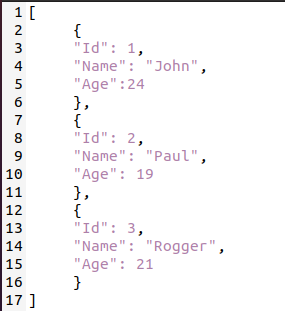 1 [
2 {
3 "Id": 1,
4 "Name": "John",
5 "Age":24
6 },
7 {
8 "Id": 2,
9 "Name": "Paul",
10 "Age": 19
11 },
12 {
13 "Id": 3,
14 "Name": "Rogger",
15 "Age": 21
16 }
17 ]